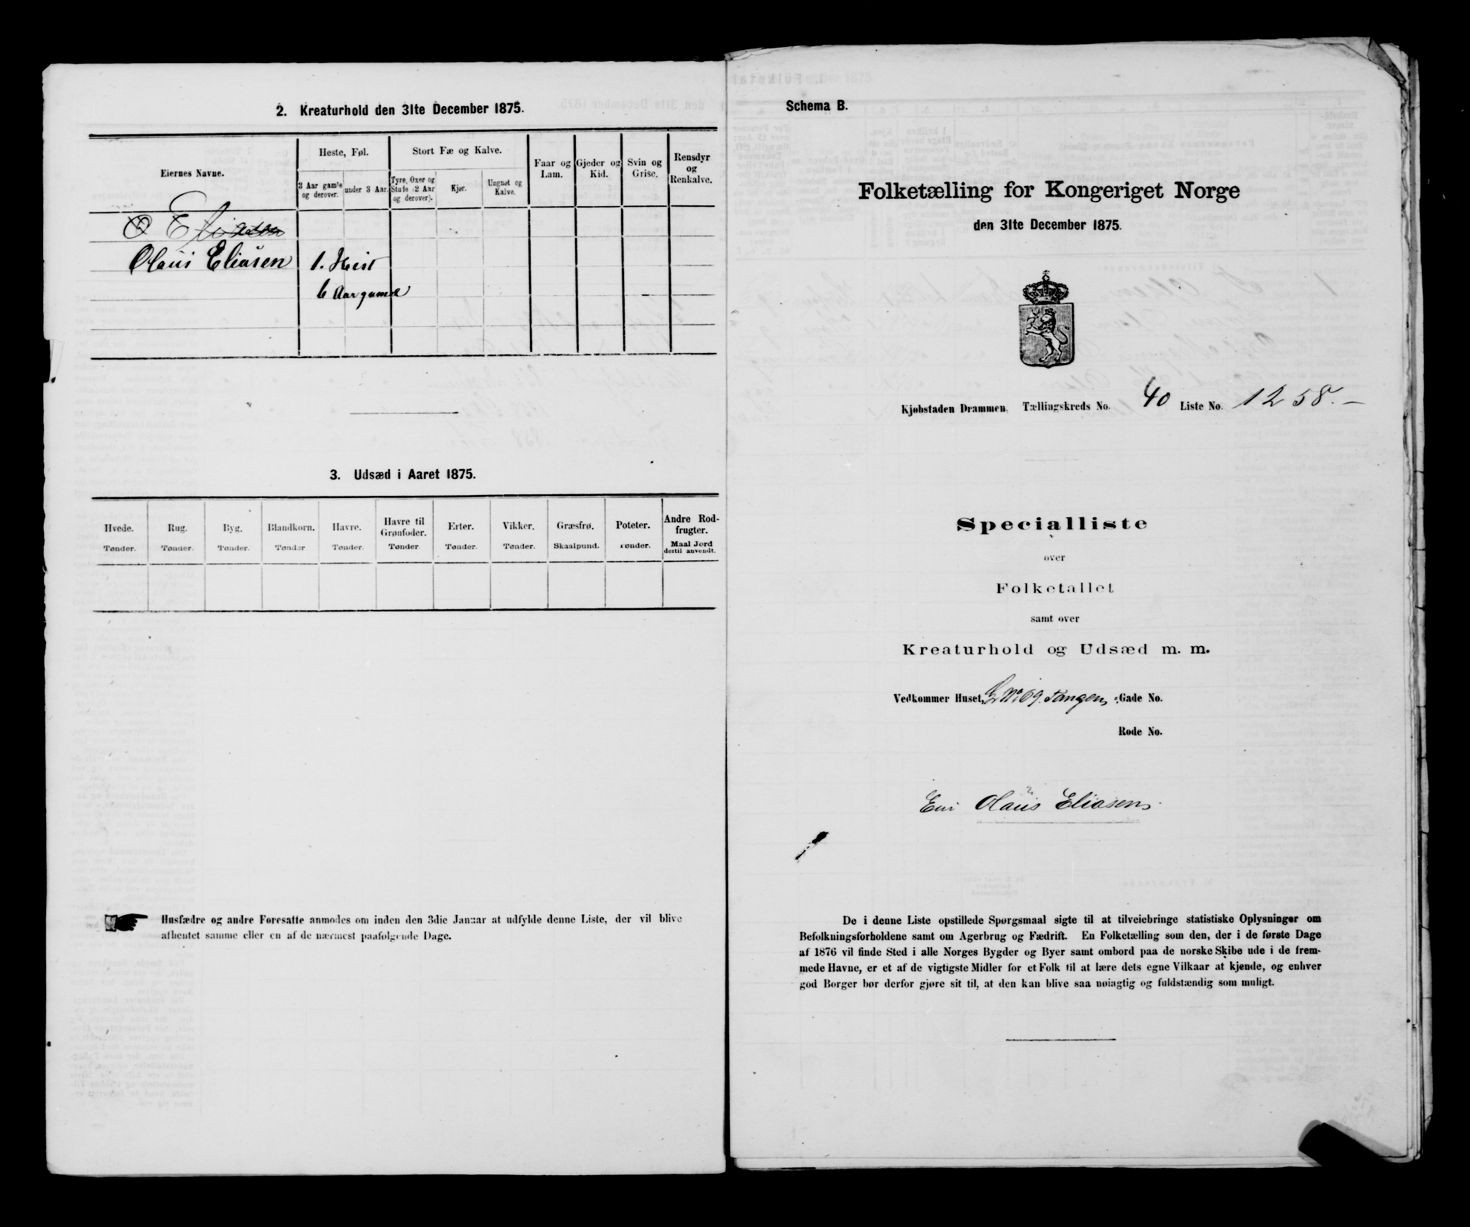 2. Kreaturhold den 31te December 1875.
Eiernes Navne.
Heste, Føl.
Stort Fæ og Kalve.
Faar og Lam.
Gjeder og Kid.
Svin og Grise.
Rensdyr og Renkalve.
3 Aar gamle og derover.
under 3 Aar.
Tyre, Oxer og Stute (2 Aar og derover).
Kjør.
Ungnøt og Kalve.
Olaüs Eliasen 1. Hest
6 Aar gammel
3. Udsæd i Aaret 1875.
Hvede. Rug. Byg. Blandkorn. Havre. Havre til Grønfoder. Erter. Vikker. Græsfrø. Poteter. Andre Rodfrugter.
Tønder. Tønder. Tønder. Tønder Tønder. Tønder Tønder. Tønder. Skaalpund. Tønder. Maal Jord dertil anvendt.
Husfædre og andre Foresatte anmodes om inden den 3die Januar at udfylde denne Liste, der vil blive
afhentet samme eller en af de nærmest paafølgende Dage.
Schema B.
Folketælling for Kongeriget Norge
den 31te December 1875.
Kjøbstaden Drammen. Tællingskreds No. 40 Liste No. 1258.
Specialliste
over
Folketallet
samt over
Kreaturhold og Udsæd m. m.
Vedkommer Huset, No 69. Tangen, Gade No.
Rode No.
Eier Olaüs Eliasen.
De i denne Liste opstillede Spørgsmaal sigte til at tilveiebringe statistiske Oplysninger om
Befolkningsforholdene samt om Agerbrug og Fædrift. En Folketælling som den, der i de første Dage
af 1876 vil finde Sted i alle Norges Bygder og Byer samt ombord paa de norske Skibe ude i de frem-
mede Havne, er et af de vigtigste Midler for et Folk til at lære dets egne Vilkaar at kjende, og enhver
god Borger bør derfor gjøre sit til, at den kan blive saa nøiagtig og fuldstændig som muligt.